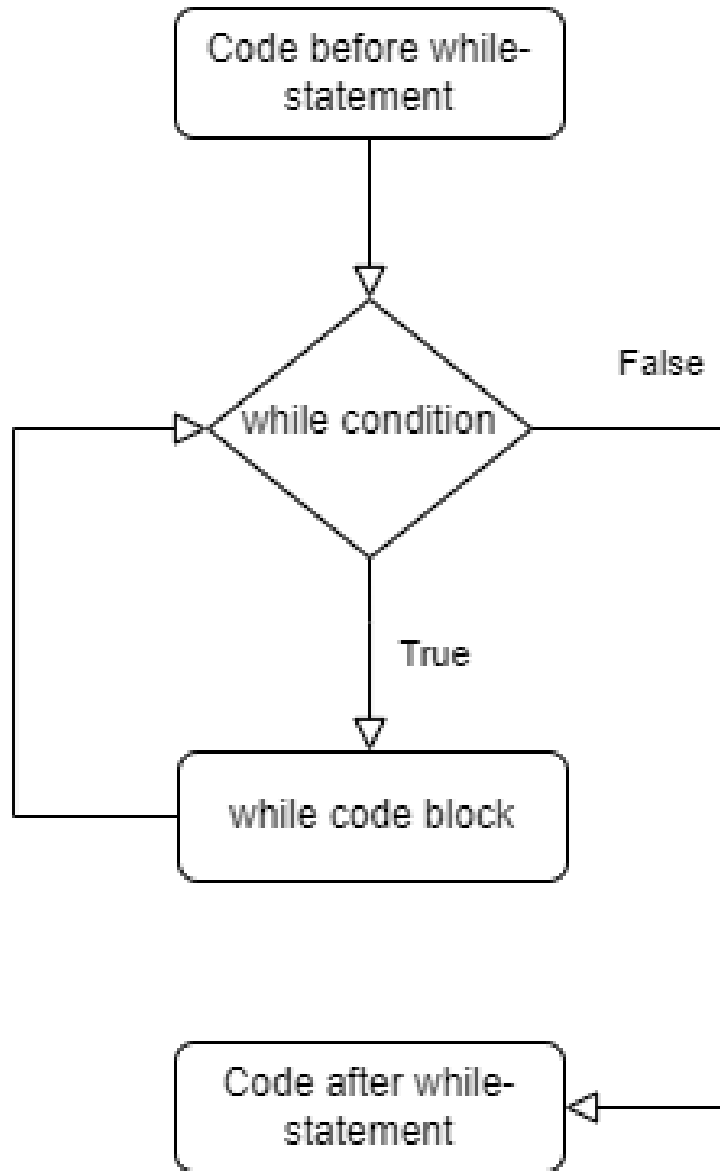 Code before while-
statement
False
while condition
True
while code block
Code after while-
statement